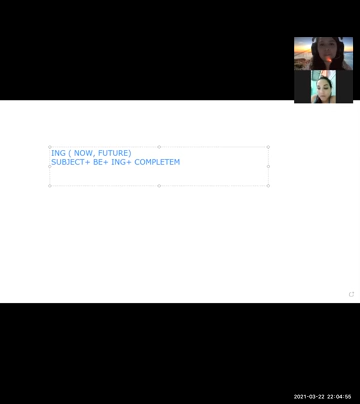 ING ( NOW, FUTURE)
SUBJECT+ BE+ ING+ COMPLETEM
2021-03-22 22:04:55